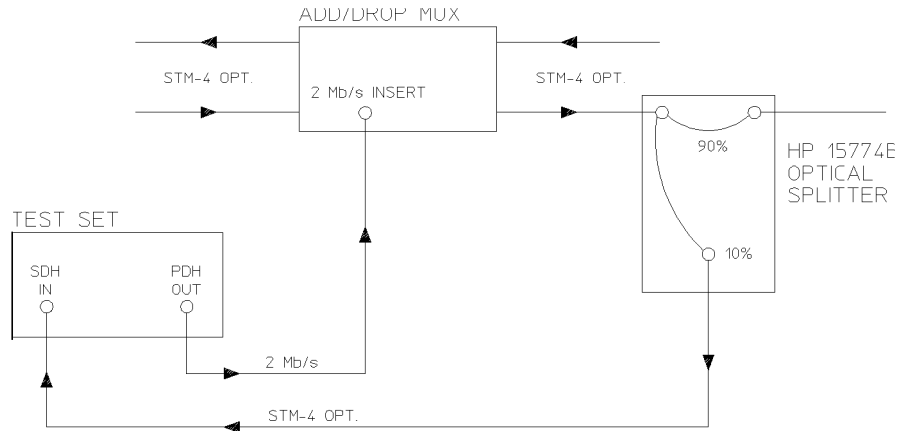 ADD/DROP MUX
STM-4 OPT.
STM-4 OPT.
2 Mb/s INSERT
90%
HP 15774B
OPTICAL
SPLITTER
TEST SET
SDH
IN
PDH
OUT
10%
2 Mb/s
STM-4 OPT.